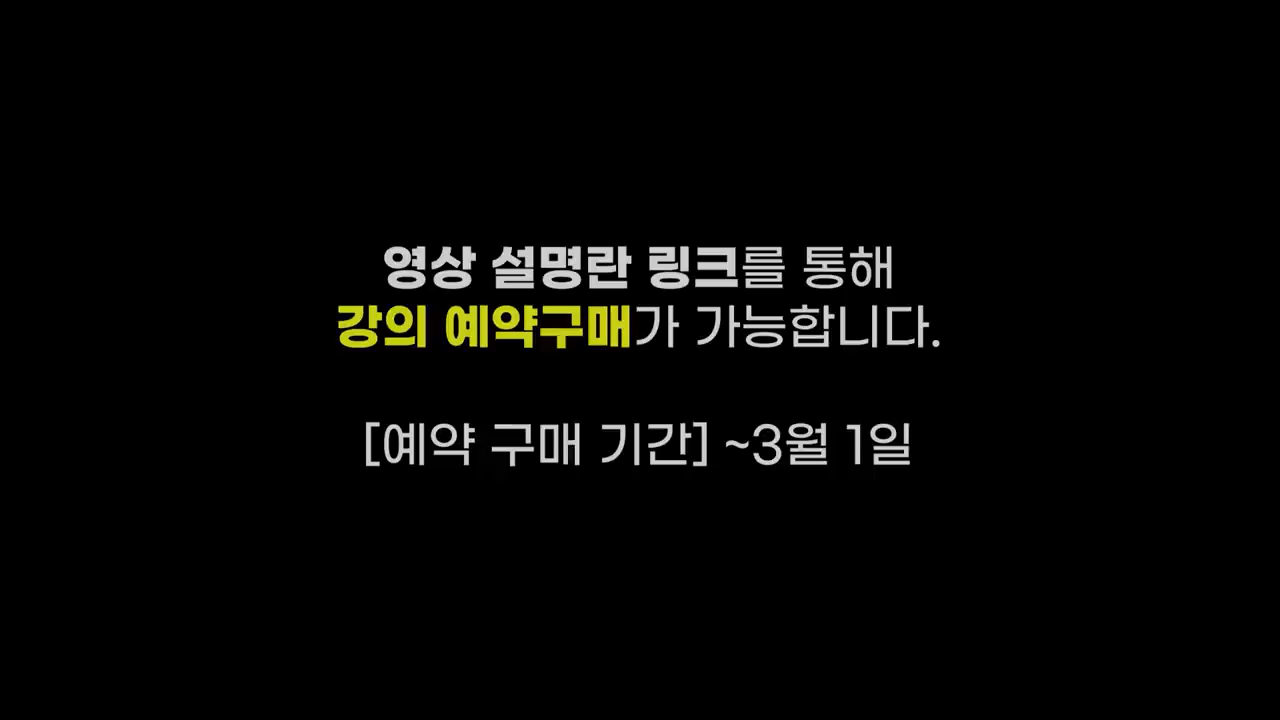 영상 설명란 링크를 통해
강의 예약구매가 가능합니다.
[예약 구매 기간] ~3월 1일